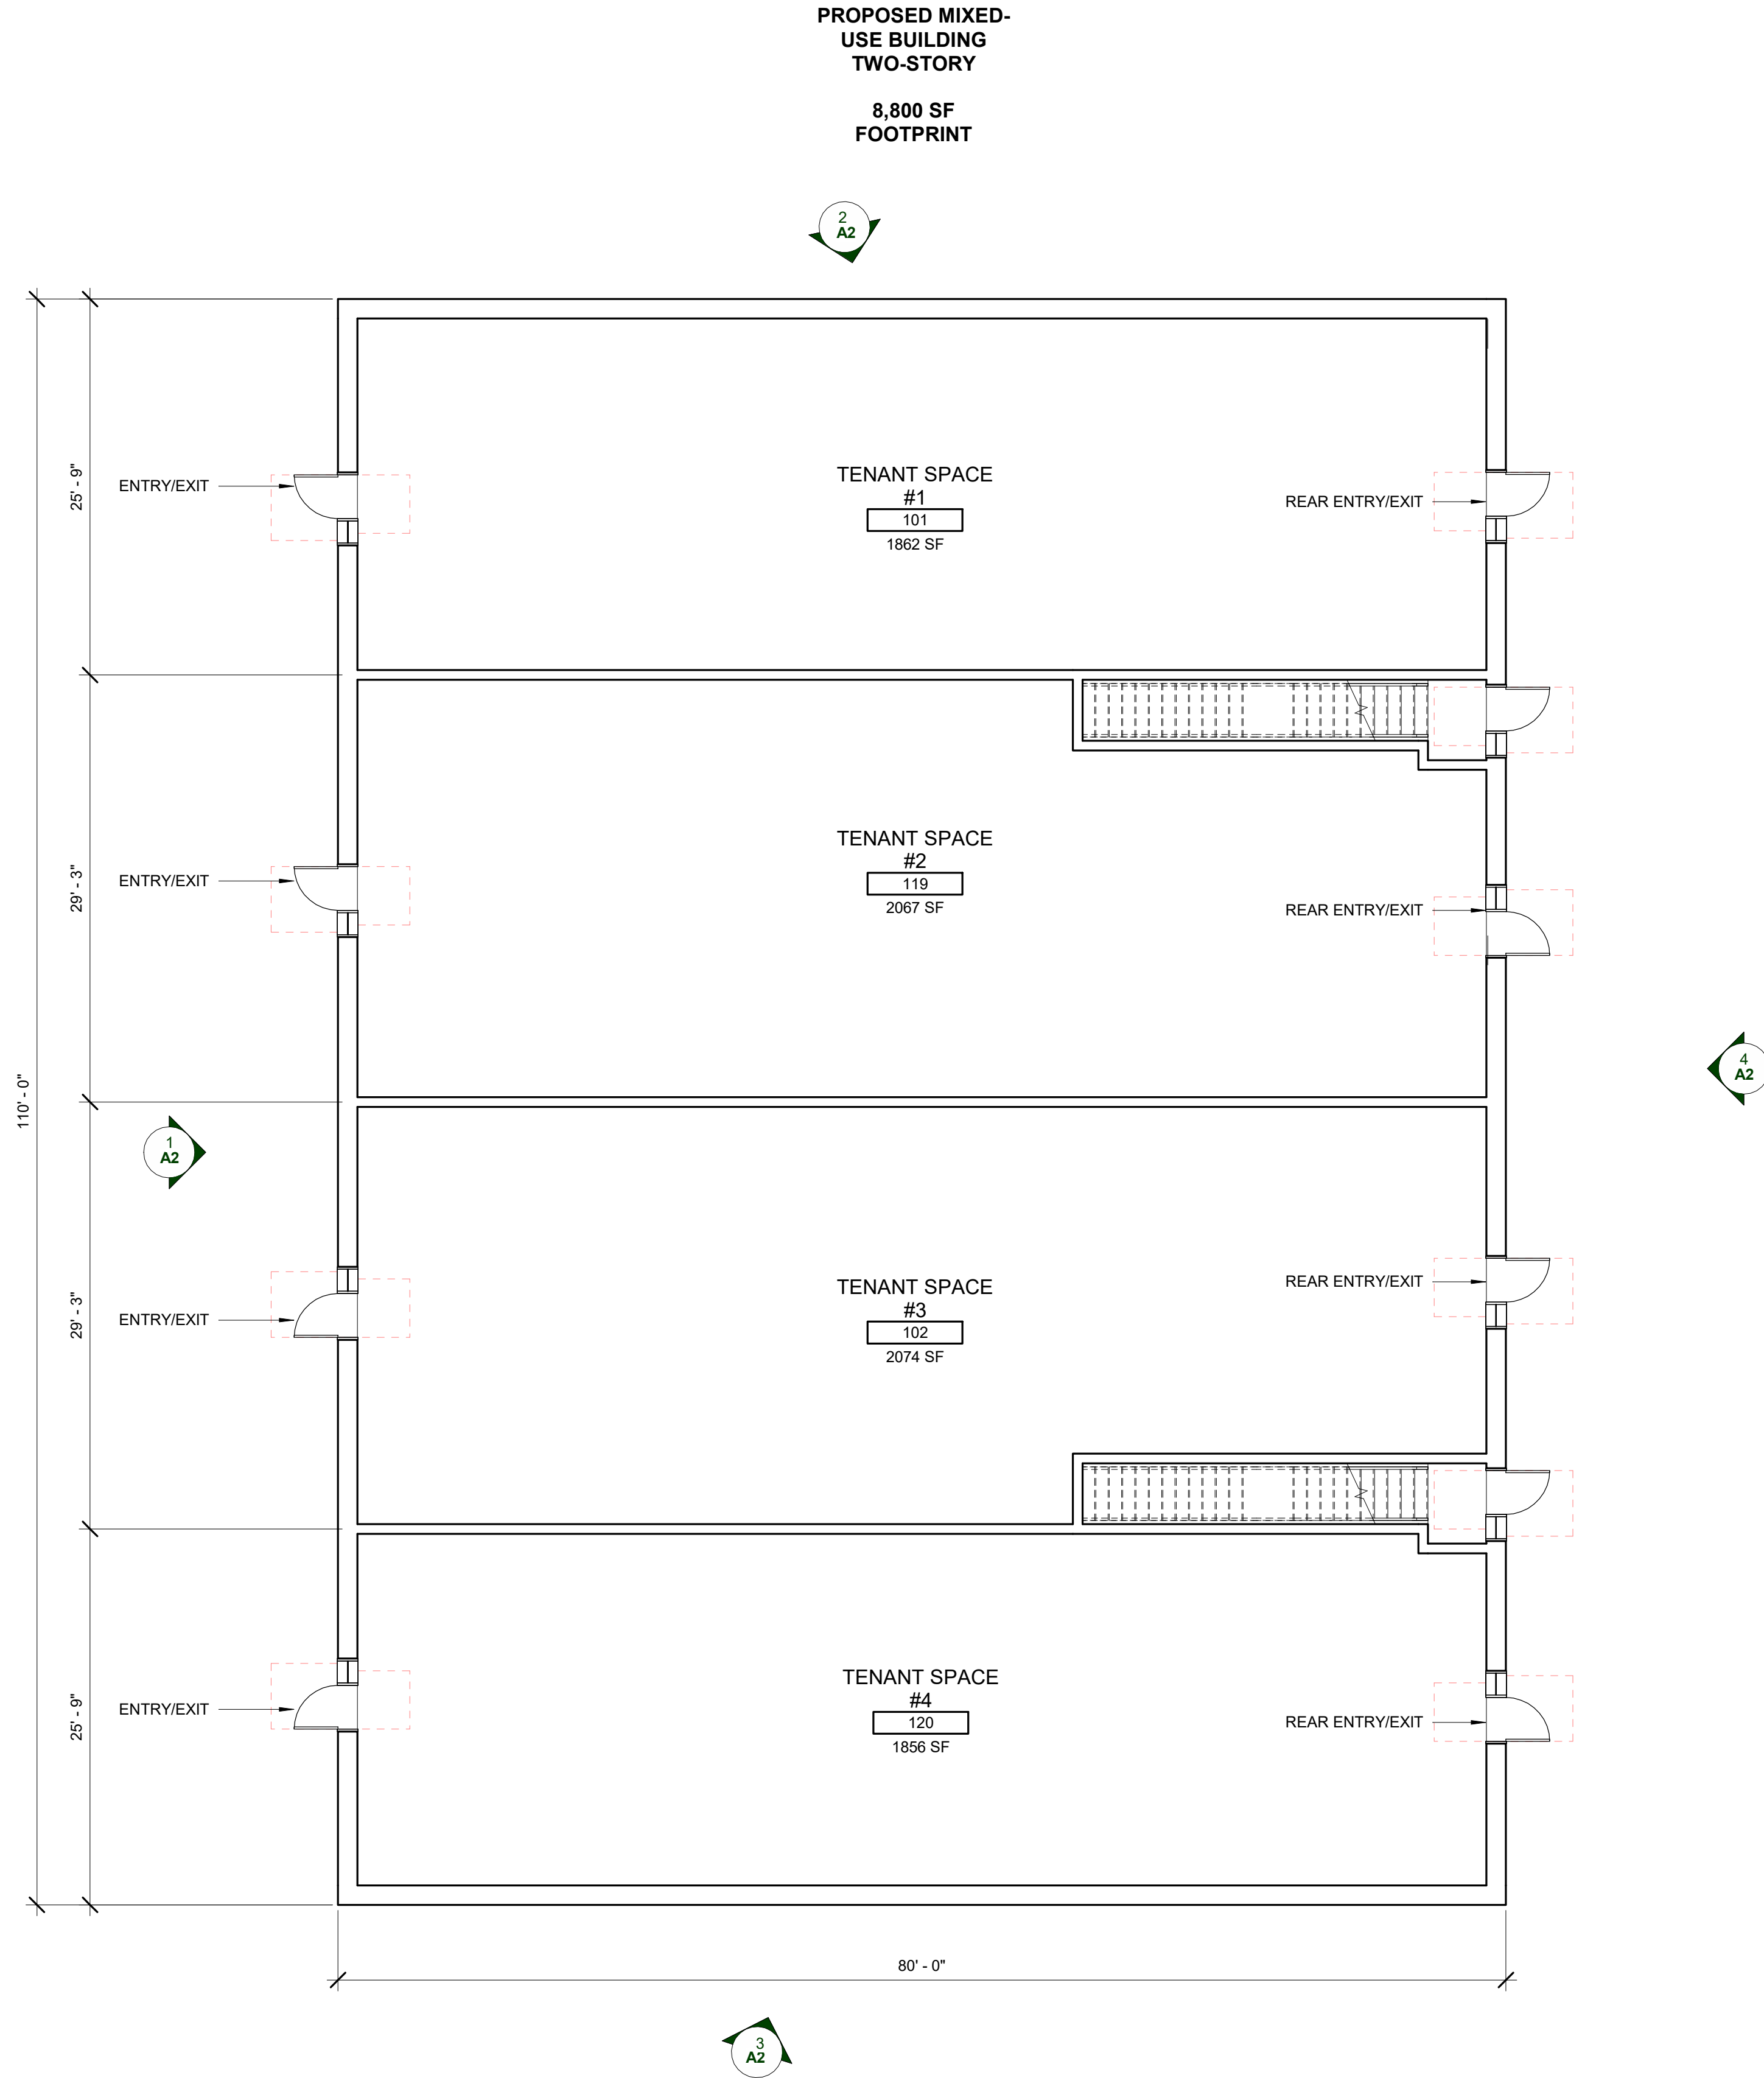 PROPOSED MIXED-
USE BUILDING
TWO-STORY
8,800 SF
FOOTPRINT
2
A2
25' - 9"
ENTRY/EXIT
TENANT SPACE
#1
101
1862 SF
REAR ENTRY/EXIT
29' - 3"
ENTRY/EXIT
TENANT SPACE
#2
119
2067 SF
REAR ENTRY/EXIT
4
A2
110' - 0"
1
A2
29' - 3"
ENTRY/EXIT
TENANT SPACE
#3
102
2074 SF
REAR ENTRY/EXIT
25' - 9"
ENTRY/EXIT
TENANT SPACE
#4
120
1856 SF
REAR ENTRY/EXIT
80' - 0"
3
A2